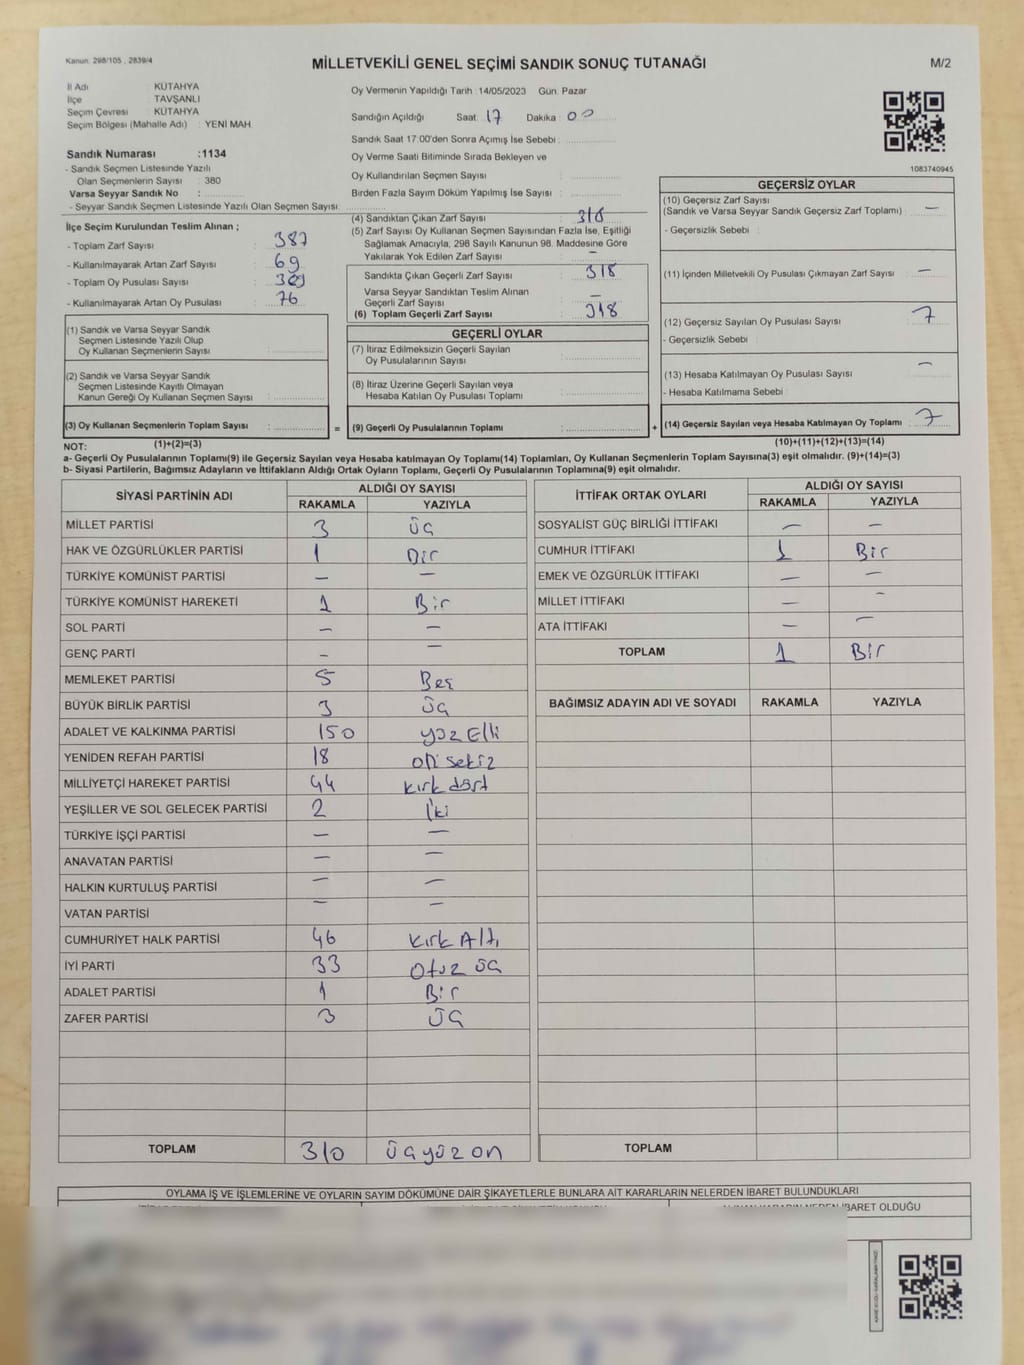 Kanun: 298/105 , 2839/4
MİLLETVEKİLİ GENEL SEÇİMİ SANDIK SONUÇ TUTANAĞI
M/2
İl Adı KÜTAHYA
İlçe TAVŞANLI
Seçim Çevresi : KÜTAHYA
Seçim Bölgesi (Mahalle Adı) : YENİ MAH.
Sandık Numarası :1134
- Sandık Seçmen Listesinde Yazılı
Olan Seçmenlerin Sayısı : 380
Varsa Seyyar Sandık No :
- Seyyar Sandık Seçmen Listesinde Yazılı Olan Seçmen Sayısı:
Oy Vermenin Yapıldığı Tarih :14/05/2023 Gün: Pazar
Sandığın Açıldığı Saat: 17 Dakika: 00
Sandık Saat 17:00'den Sonra Açımış İse Sebebi :
Oy Verme Saati Bitiminde Sırada Bekleyen ve
Oy Kullandırılan Seçmen Sayısı :
Birden Fazla Sayım Döküm Yapılmış İse Sayısı :
1083740945
İlçe Seçim Kurulundan Teslim Alınan ;
- Toplam Zarf Sayısı : 387
- Kullanılmayarak Artan Zarf Sayısı : 69
- Toplam Oy Pusulası Sayısı :
- Kullanılmayarak Artan Oy Pusulası : 76
(4) Sandıktan Çıkan Zarf Sayısı : 318
(5) Zarf Sayısı Oy Kullanan Seçmen Sayısından Fazla İse, Eşitliği
Sağlamak Amacıyla, 298 Sayılı Kanunun 98. Maddesine Göre
Yakılarak Yok Edilen Zarf Sayısı : —
Sandıkta Çıkan Geçerli Zarf Sayısı : 318
Varsa Seyyar Sandıktan Teslim Alınan
Geçerli Zarf Sayısı : —
(6) Toplam Geçerli Zarf Sayısı : 318
GEÇERSİZ OYLAR
(10) Geçersiz Zarf Sayısı
(Sandık ve Varsa Seyyar Sandık Geçersiz Zarf Toplamı) : —
- Geçersizlik Sebebi :
(11) İçinden Milletvekili Oy Pusulası Çıkmayan Zarf Sayısı : —
(12) Geçersiz Sayılan Oy Pusulası Sayısı : 7
- Geçersizlik Sebebi :
(13) Hesaba Katılmayan Oy Pusulası Sayısı : —
- Hesaba Katılmama Sebebi :
(14) Geçersiz Sayılan veya Hesaba Katılmayan Oy Toplamı : 7
(1) Sandık ve Varsa Seyyar Sandık
Seçmen Listesinde Yazılı Olup
Oy Kullanan Seçmenlerin Sayısı :
(2) Sandık ve Varsa Seyyar Sandık
Seçmen Listesinde Kayıtlı Olmayan
Kanun Gereği Oy Kullanan Seçmen Sayısı :
(3) Oy Kullanan Seçmenlerin Toplam Sayısı : =
GEÇERLİ OYLAR
(7) İtiraz Edilmeksizin Geçerli Sayılan
Oy Pusulalarının Sayısı :
(8) İtiraz Üzerine Geçerli Sayılan veya
Hesaba Katılan Oy Pusulası Toplamı :
(9) Geçerli Oy Pusulalarının Toplamı : +
NOT: (1)+(2)=(3) (10)+(11)+(12)+(13)=(14)
a- Geçerli Oy Pusulalarının Toplamı(9) ile Geçersiz Sayılan veya Hesaba katılmayan Oy Toplamı(14) Toplamları, Oy Kullanan Seçmenlerin Toplam Sayısına(3) eşit olmalıdır. (9)+(14)=(3)
b- Siyasi Partilerin, Bağımsız Adayların ve İttifakların Aldığı Ortak Oyların Toplamı, Geçerli Oy Pusulalarının Toplamına(9) eşit olmalıdır.
SİYASİ PARTİNİN ADI ALDIĞI OY SAYISI
RAKAMLA YAZIYLA
MİLLET PARTİSİ 3 üç
HAK VE ÖZGÜRLÜKLER PARTİSİ 1 Bir
TÜRKİYE KOMÜNİST PARTİSİ — —
TÜRKİYE KOMÜNİST HAREKETİ 1 Bir
SOL PARTİ — —
GENÇ PARTİ — —
MEMLEKET PARTİSİ 5 Beş
BÜYÜK BİRLİK PARTİSİ 3 üç
ADALET VE KALKINMA PARTİSİ 150 yüz Elli
YENİDEN REFAH PARTİSİ 18 on sekiz
MİLLİYETÇİ HAREKET PARTİSİ 44 kırk dört
YEŞİLLER VE SOL GELECEK PARTİSİ 2 İki
TÜRKİYE İŞÇİ PARTİSİ — —
ANAVATAN PARTİSİ — —
HALKIN KURTULUŞ PARTİSİ — —
VATAN PARTİSİ — —
CUMHURİYET HALK PARTİSİ 46 kırk Altı
İYİ PARTİ 33 Otuz üç
ADALET PARTİSİ 1 Bir
ZAFER PARTİSİ 3 üç
TOPLAM 310 üçyüz on
İTTİFAK ORTAK OYLARI ALDIĞI OY SAYISI
RAKAMLA YAZIYLA
SOSYALİST GÜÇ BİRLİĞİ İTTİFAKI — —
CUMHUR İTTİFAKI 1 Bir
EMEK VE ÖZGÜRLÜK İTTİFAKI — —
MİLLET İTTİFAKI — —
ATA İTTİFAKI — —
TOPLAM 1 Bir
BAĞIMSIZ ADAYIN ADI VE SOYADI RAKAMLA YAZIYLA
TOPLAM
OYLAMA İŞ VE İŞLEMLERİNE VE OYLARIN SAYIM DÖKÜMÜNE DAİR ŞİKAYETLERLE BUNLARA AİT KARARLARIN NELERDEN İBARET BULUNDUKLARI
İBARET OLDUĞU